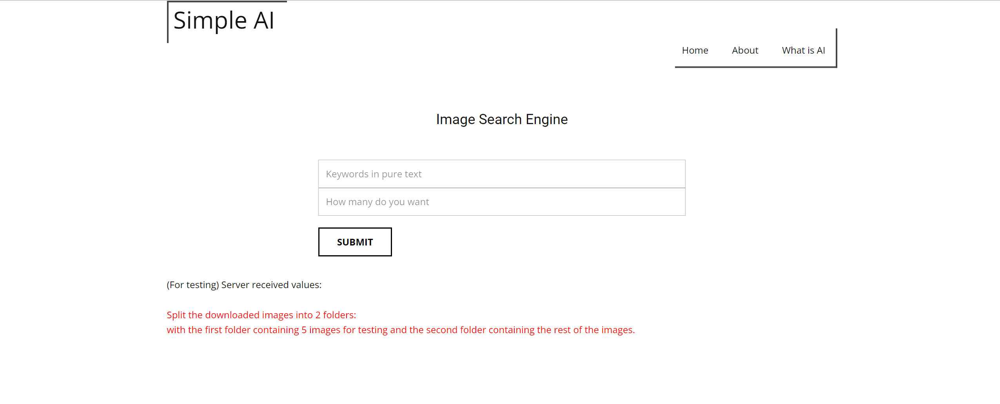 Simple AI
Home About What is AI
Image Search Engine
Keywords in pure text
How many do you want
SUBMIT
(For testing) Server received values:
Split the downloaded images into 2 folders:
with the first folder containing 5 images for testing and the second folder containing the rest of the images.